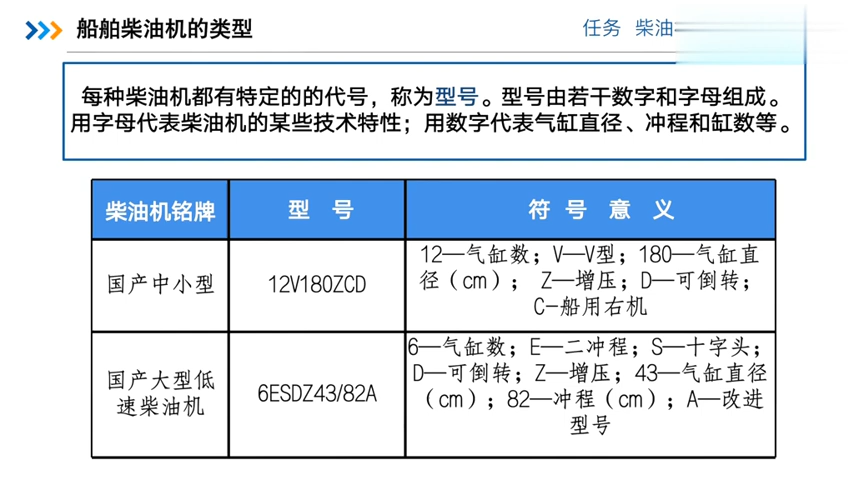 船舶柴油机的类型
任务 柴油
每种柴油机都有特定的的代号，称为型号。型号由若干数字和字母组成。
用字母代表柴油机的某些技术特性；用数字代表气缸直径、冲程和缸数等。
柴油机铭牌 型 号 符 号 意 义
国产中小型 12V180ZCD
12—气缸数；V—V型；180—气缸直
径（cm）； Z—增压；D—可倒转；
C-船用右机
国产大型低
速柴油机
6ESDZ43/82A
6—气缸数；E—二冲程；S—十字头；
D—可倒转；Z—增压；43—气缸直径
（cm）；82—冲程（cm）；A—改进
型号